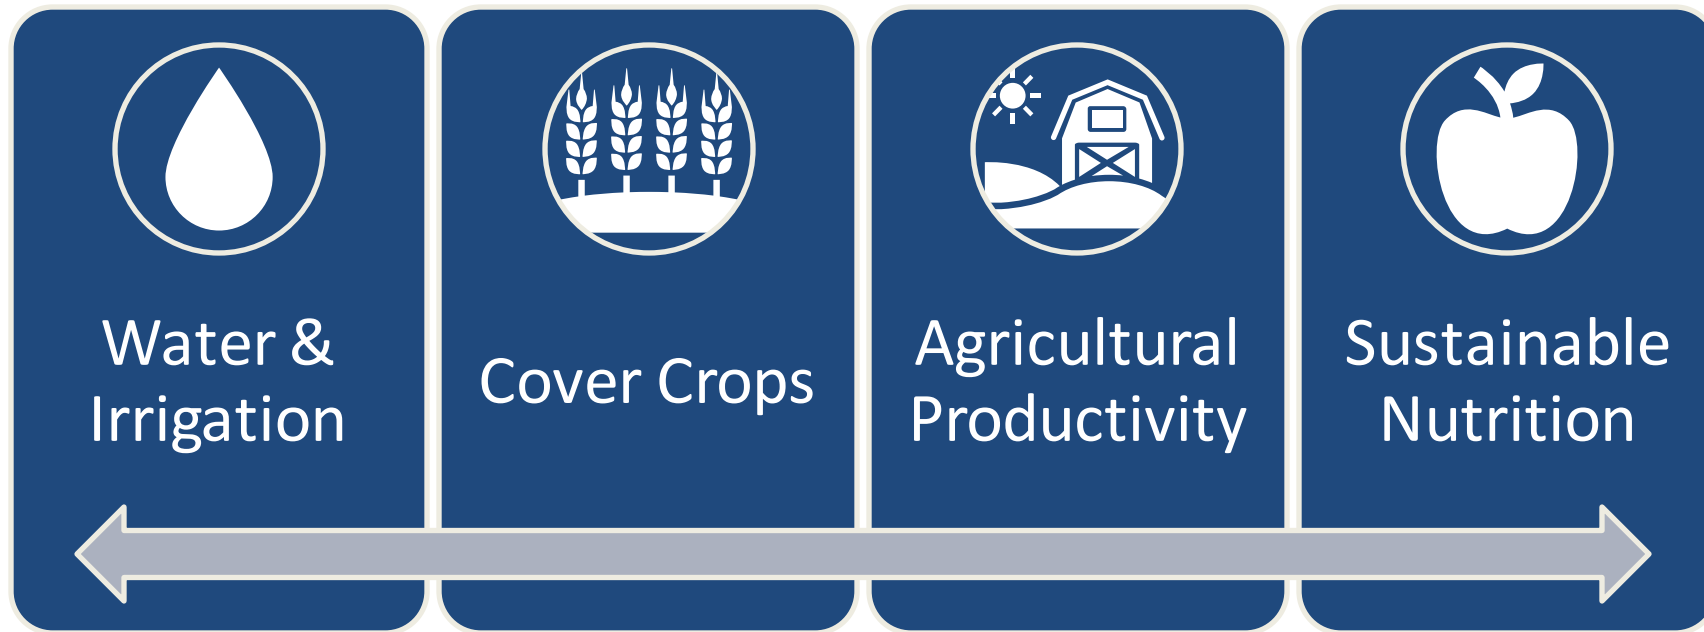 Water &
Irrigation
Cover Crops
Agricultural
Productivity
Sustainable
Nutrition